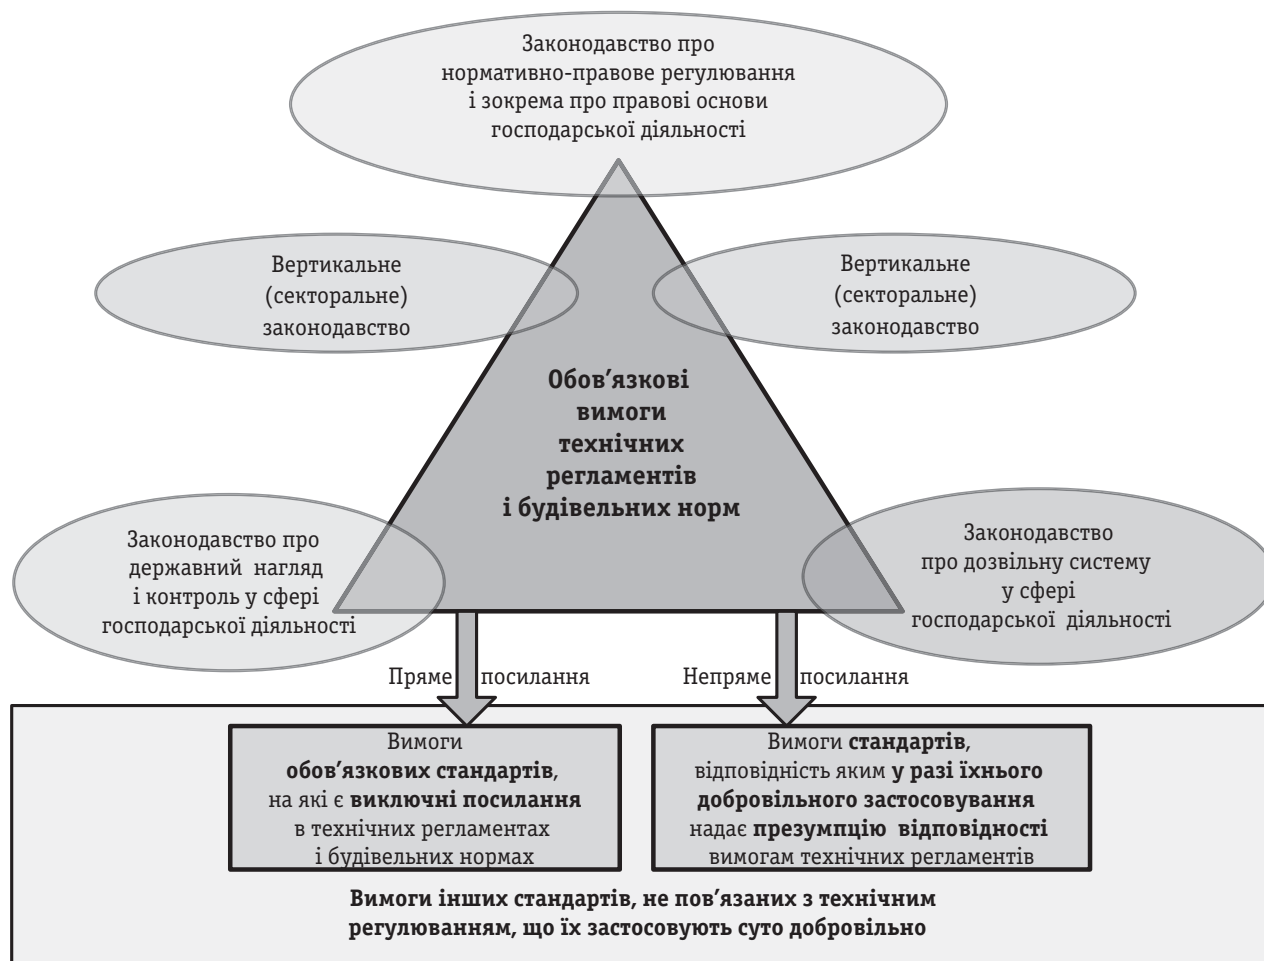 Законодавство про
нормативно-правове регулювання
і зокрема про правові основи
господарської діяльності
Вертикальне
(секторальне)
законодавство
Вертикальне
(секторальне)
законодавство
Обов’язкові
вимоги
технічних
регламентів
і будівельних норм
Законодавство про
державний нагляд
і контроль у сфері
господарської діяльності
Законодавство
про дозвільну систему
у сфері
господарської діяльності
Пряме посилання
Непряме посилання
Вимоги
обов’язкових стандартів,
на які є виключні посилання
в технічних регламентах
і будівельних нормах
Вимоги стандартів,
відповідність яким у разі їхнього
добровільного застосовування
надає презумпцію відповідності
вимогам технічних регламентів
Вимоги інших стандартів, не пов’язаних з технічним
регулюванням, що їх застосовують суто добровільно